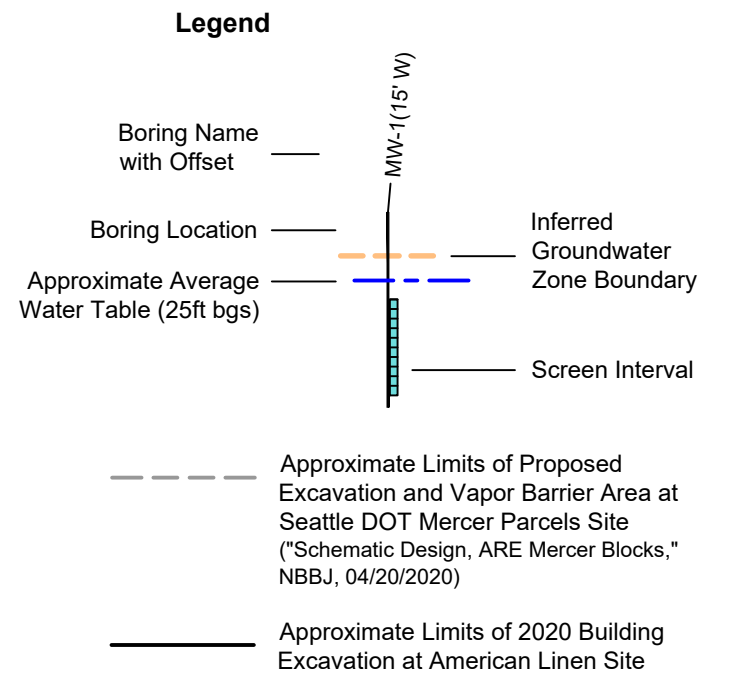 Legend
MW-1(15' W)
Boring Name
with Offset
Boring Location
Inferred
Groundwater
Zone Boundary
Approximate Average
Water Table (25ft bgs)
Screen Interval
Approximate Limits of Proposed
Excavation and Vapor Barrier Area at
Seattle DOT Mercer Parcels Site
("Schematic Design, ARE Mercer Blocks,"
NBBJ, 04/20/2020)
Approximate Limits of 2020 Building
Excavation at American Linen Site